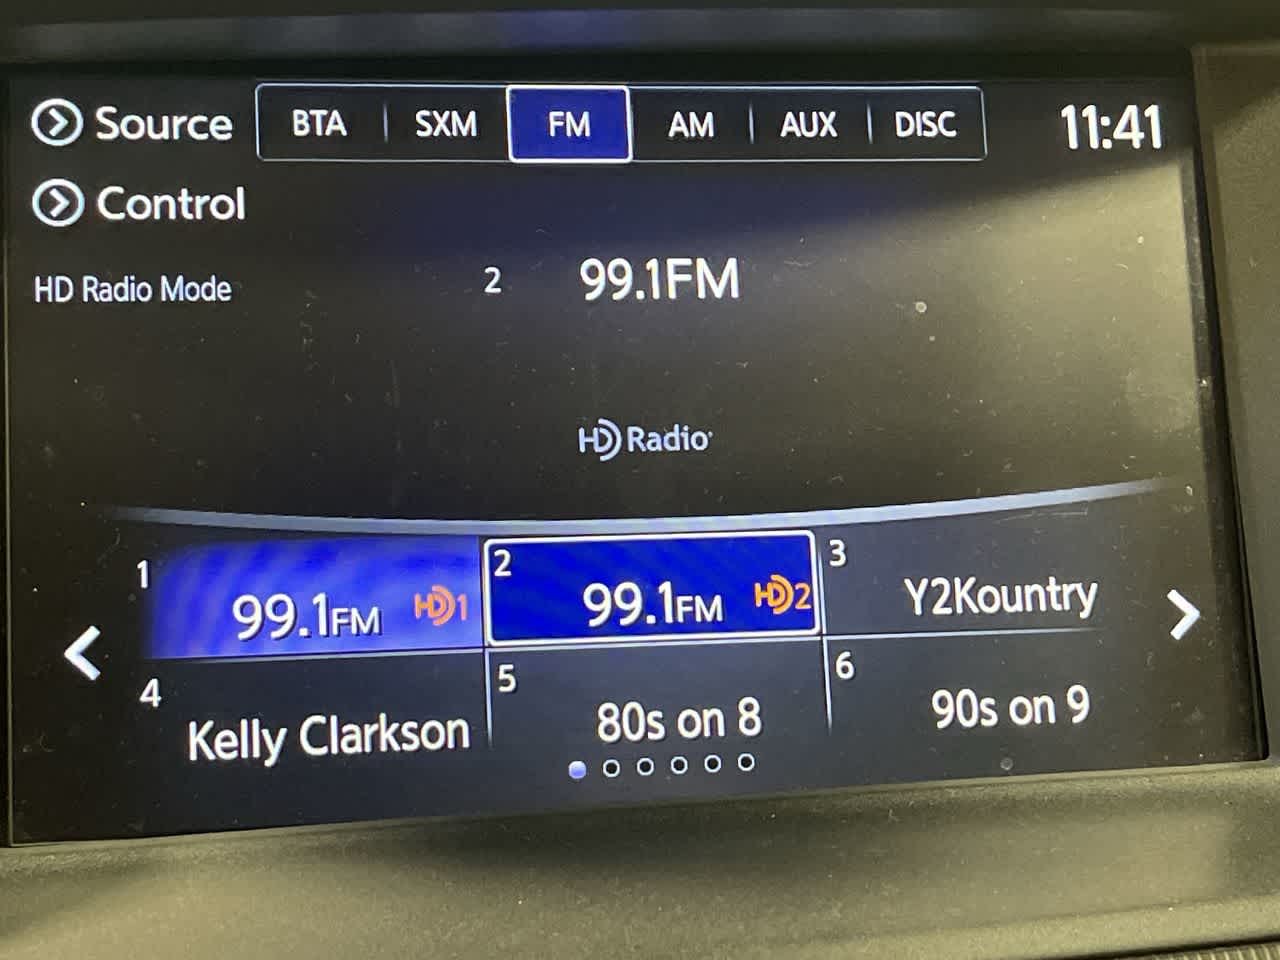 Source BTA SXM FM AM AUX DISC 11:41
Control
HD Radio Mode 2 99.1FM
HD Radio
1 99.1FM HD1 2 99.1FM HD2 3 Y2Kountry
4 Kelly Clarkson 5 80s on 8 6 90s on 9